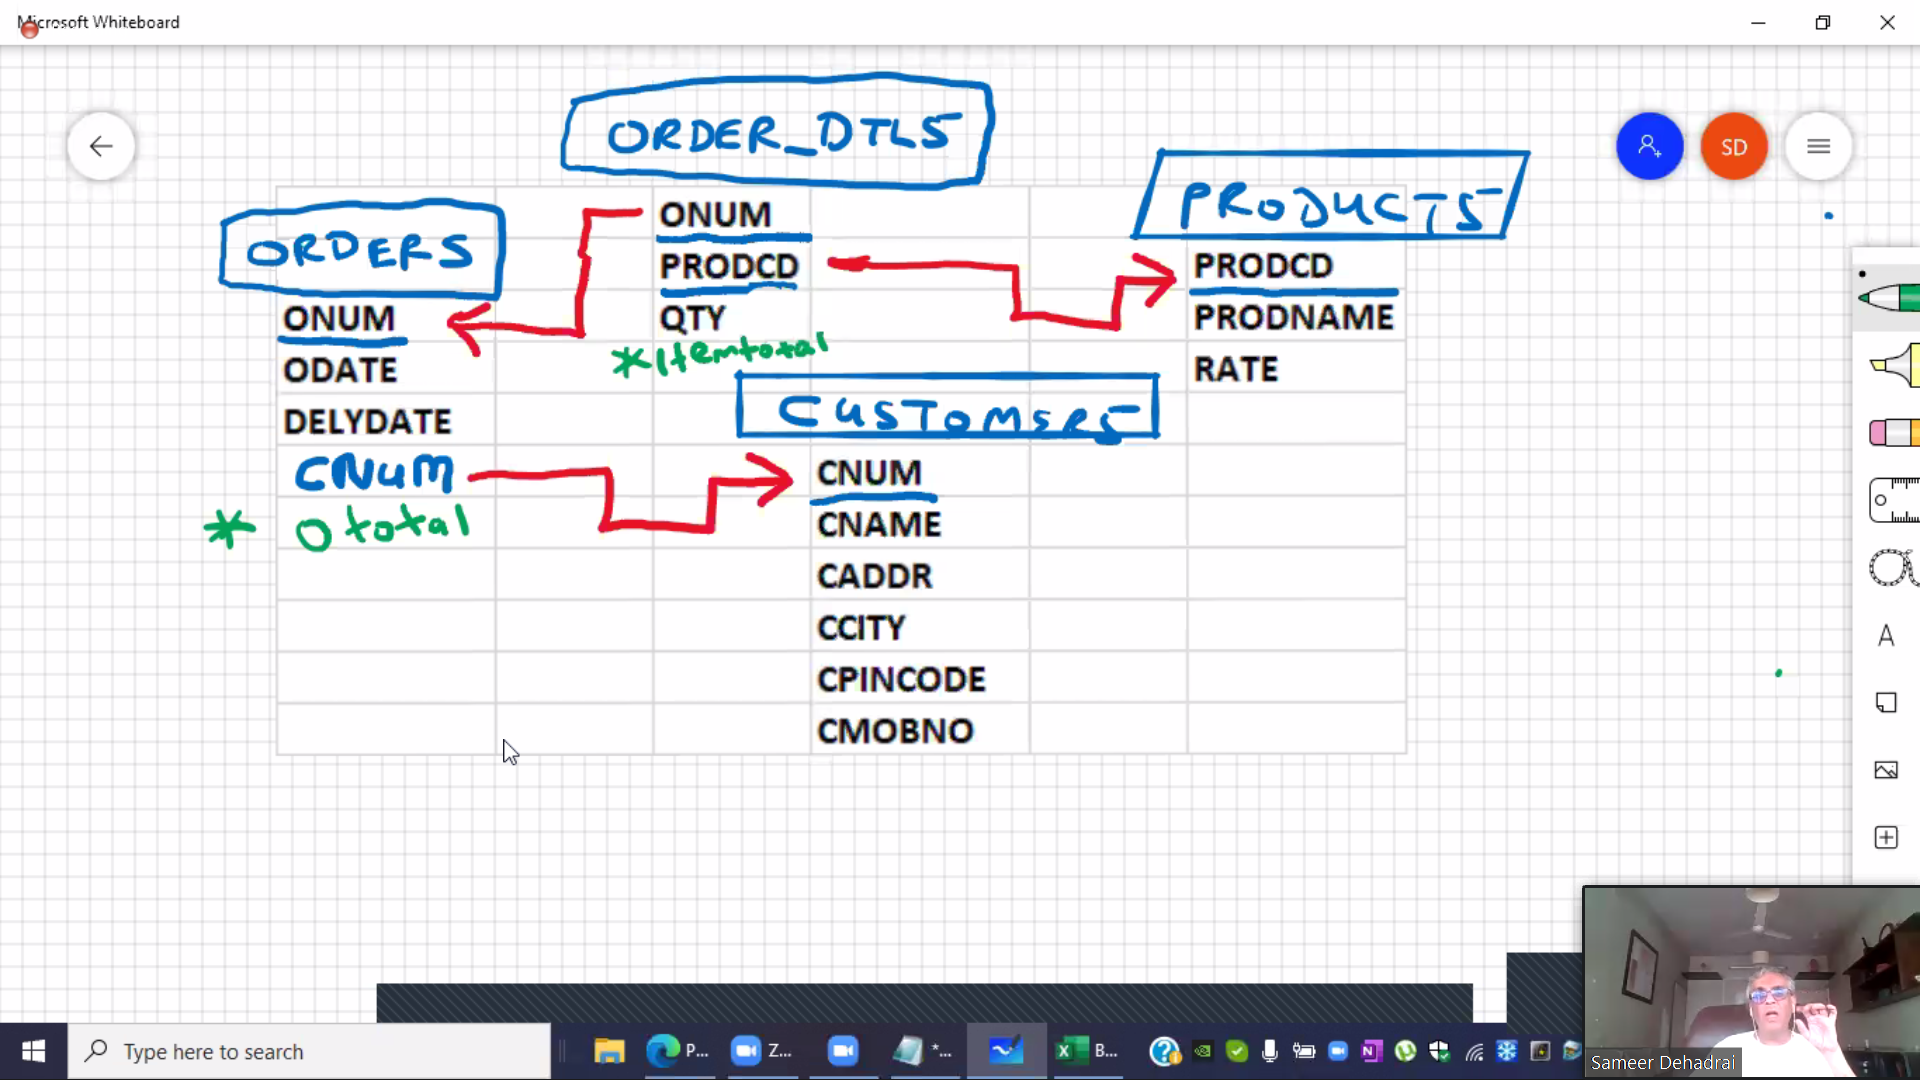 Microsoft Whiteboard
SD
ORDER_DTLS
ONUM
PRODCD
QTY
*Itemtotal
PRODUCTS
PRODCD
PRODNAME
RATE
ORDERS
ONUM
ODATE
DELYDATE
CNUM
* Ototal
CUSTOMERS
CNUM
CNAME
CADDR
CCITY
CPINCODE
CMOBNO
A
Sameer Dehadrai
Type here to search
P...
Z...
*...
B...